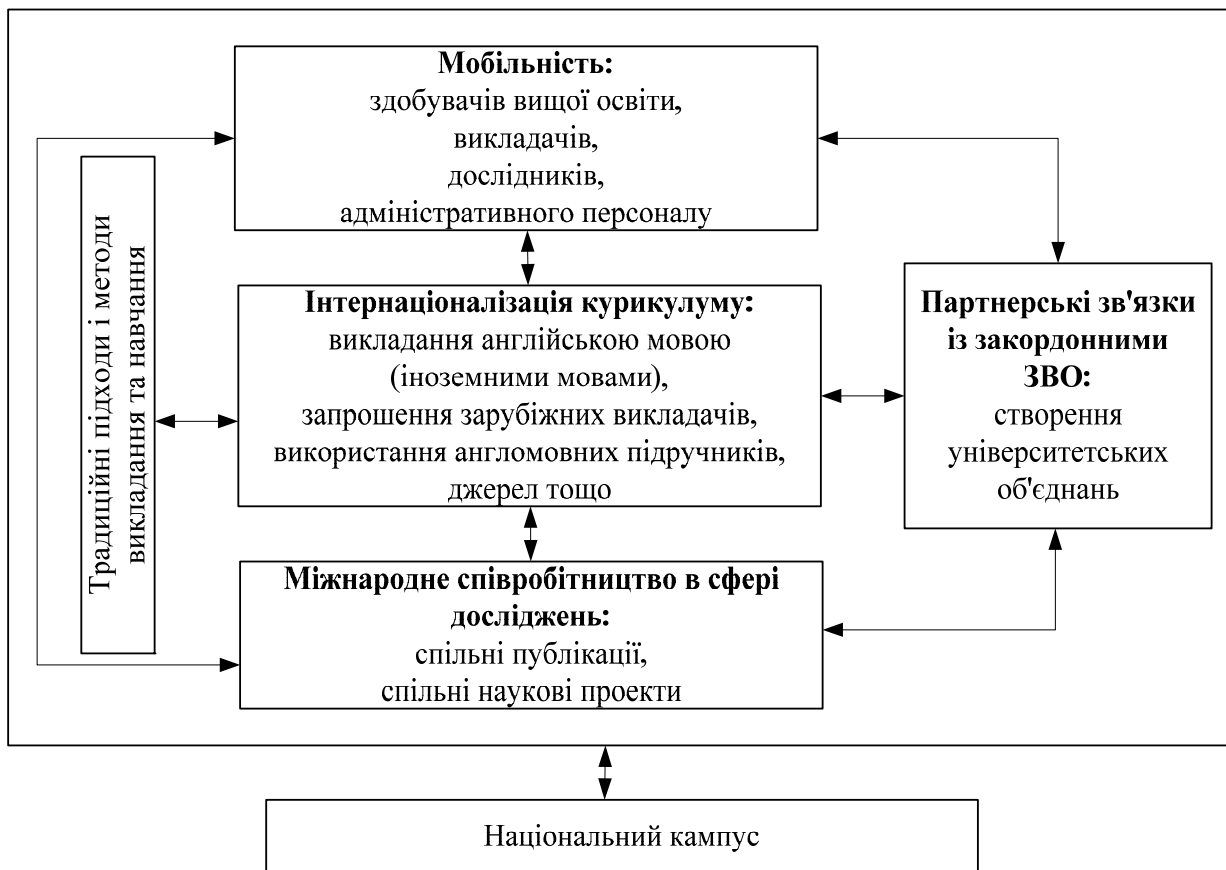 Мобільність:
здобувачів вищої освіти,
викладачів,
дослідників,
адміністративного персоналу
Традиційні підходи і методи
викладання та навчання
Інтернаціоналізація курикулуму:
викладання англійською мовою
(іноземними мовами),
запрошення зарубіжних викладачів,
використання англомовних підручників,
джерел тощо
Партнерські зв'язки
із закордонними
ЗВО:
створення
університетських
об'єднань
Міжнародне співробітництво в сфері
досліджень:
спільні публікації,
спільні наукові проекти
Національний кампус